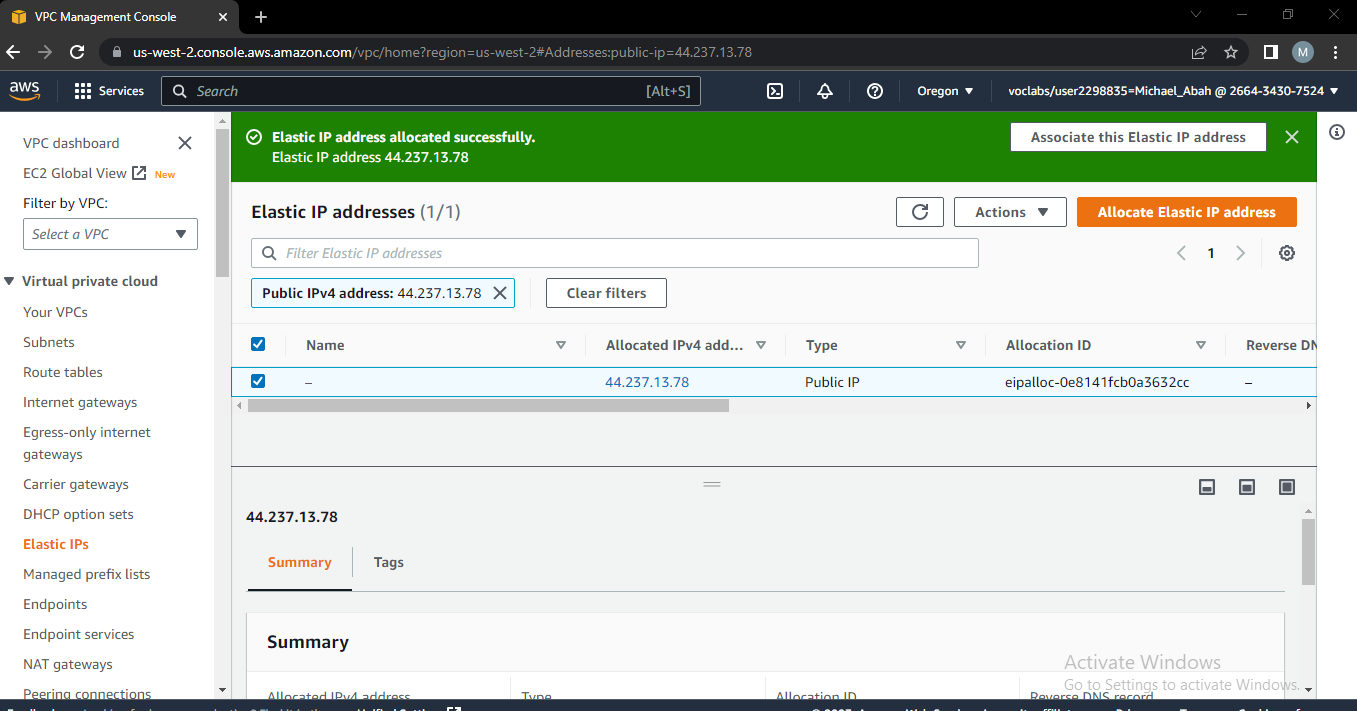 VPC Management Console
us-west-2.console.aws.amazon.com/vpc/home?region=us-west-2#Addresses:public-ip=44.237.13.78
M
aws
Services
Search
[Alt+S]
Oregon
voclabs/user2298835=Michael_Abah @ 2664-3430-7524
VPC dashboard
EC2 Global View
New
Filter by VPC:
Select a VPC
Virtual private cloud
Your VPCs
Subnets
Route tables
Internet gateways
Egress-only internet
gateways
Carrier gateways
DHCP option sets
Elastic IPs
Managed prefix lists
Endpoints
Endpoint services
NAT gateways
Peering connections
Elastic IP address allocated successfully.
Elastic IP address 44.237.13.78
Associate this Elastic IP address
Elastic IP addresses (1/1)
Actions
Allocate Elastic IP address
Filter Elastic IP addresses
1
Public IPv4 address: 44.237.13.78
Clear filters
Name
Allocated IPv4 add...
Type
Allocation ID
Reverse DN
–
44.237.13.78
Public IP
eipalloc-0e8141fcb0a3632cc
–
44.237.13.78
Summary
Tags
Summary
Allocated IPv4 address
Type
Allocation ID
Reverse DNS record
Activate Windows
Go to Settings to activate Windows.